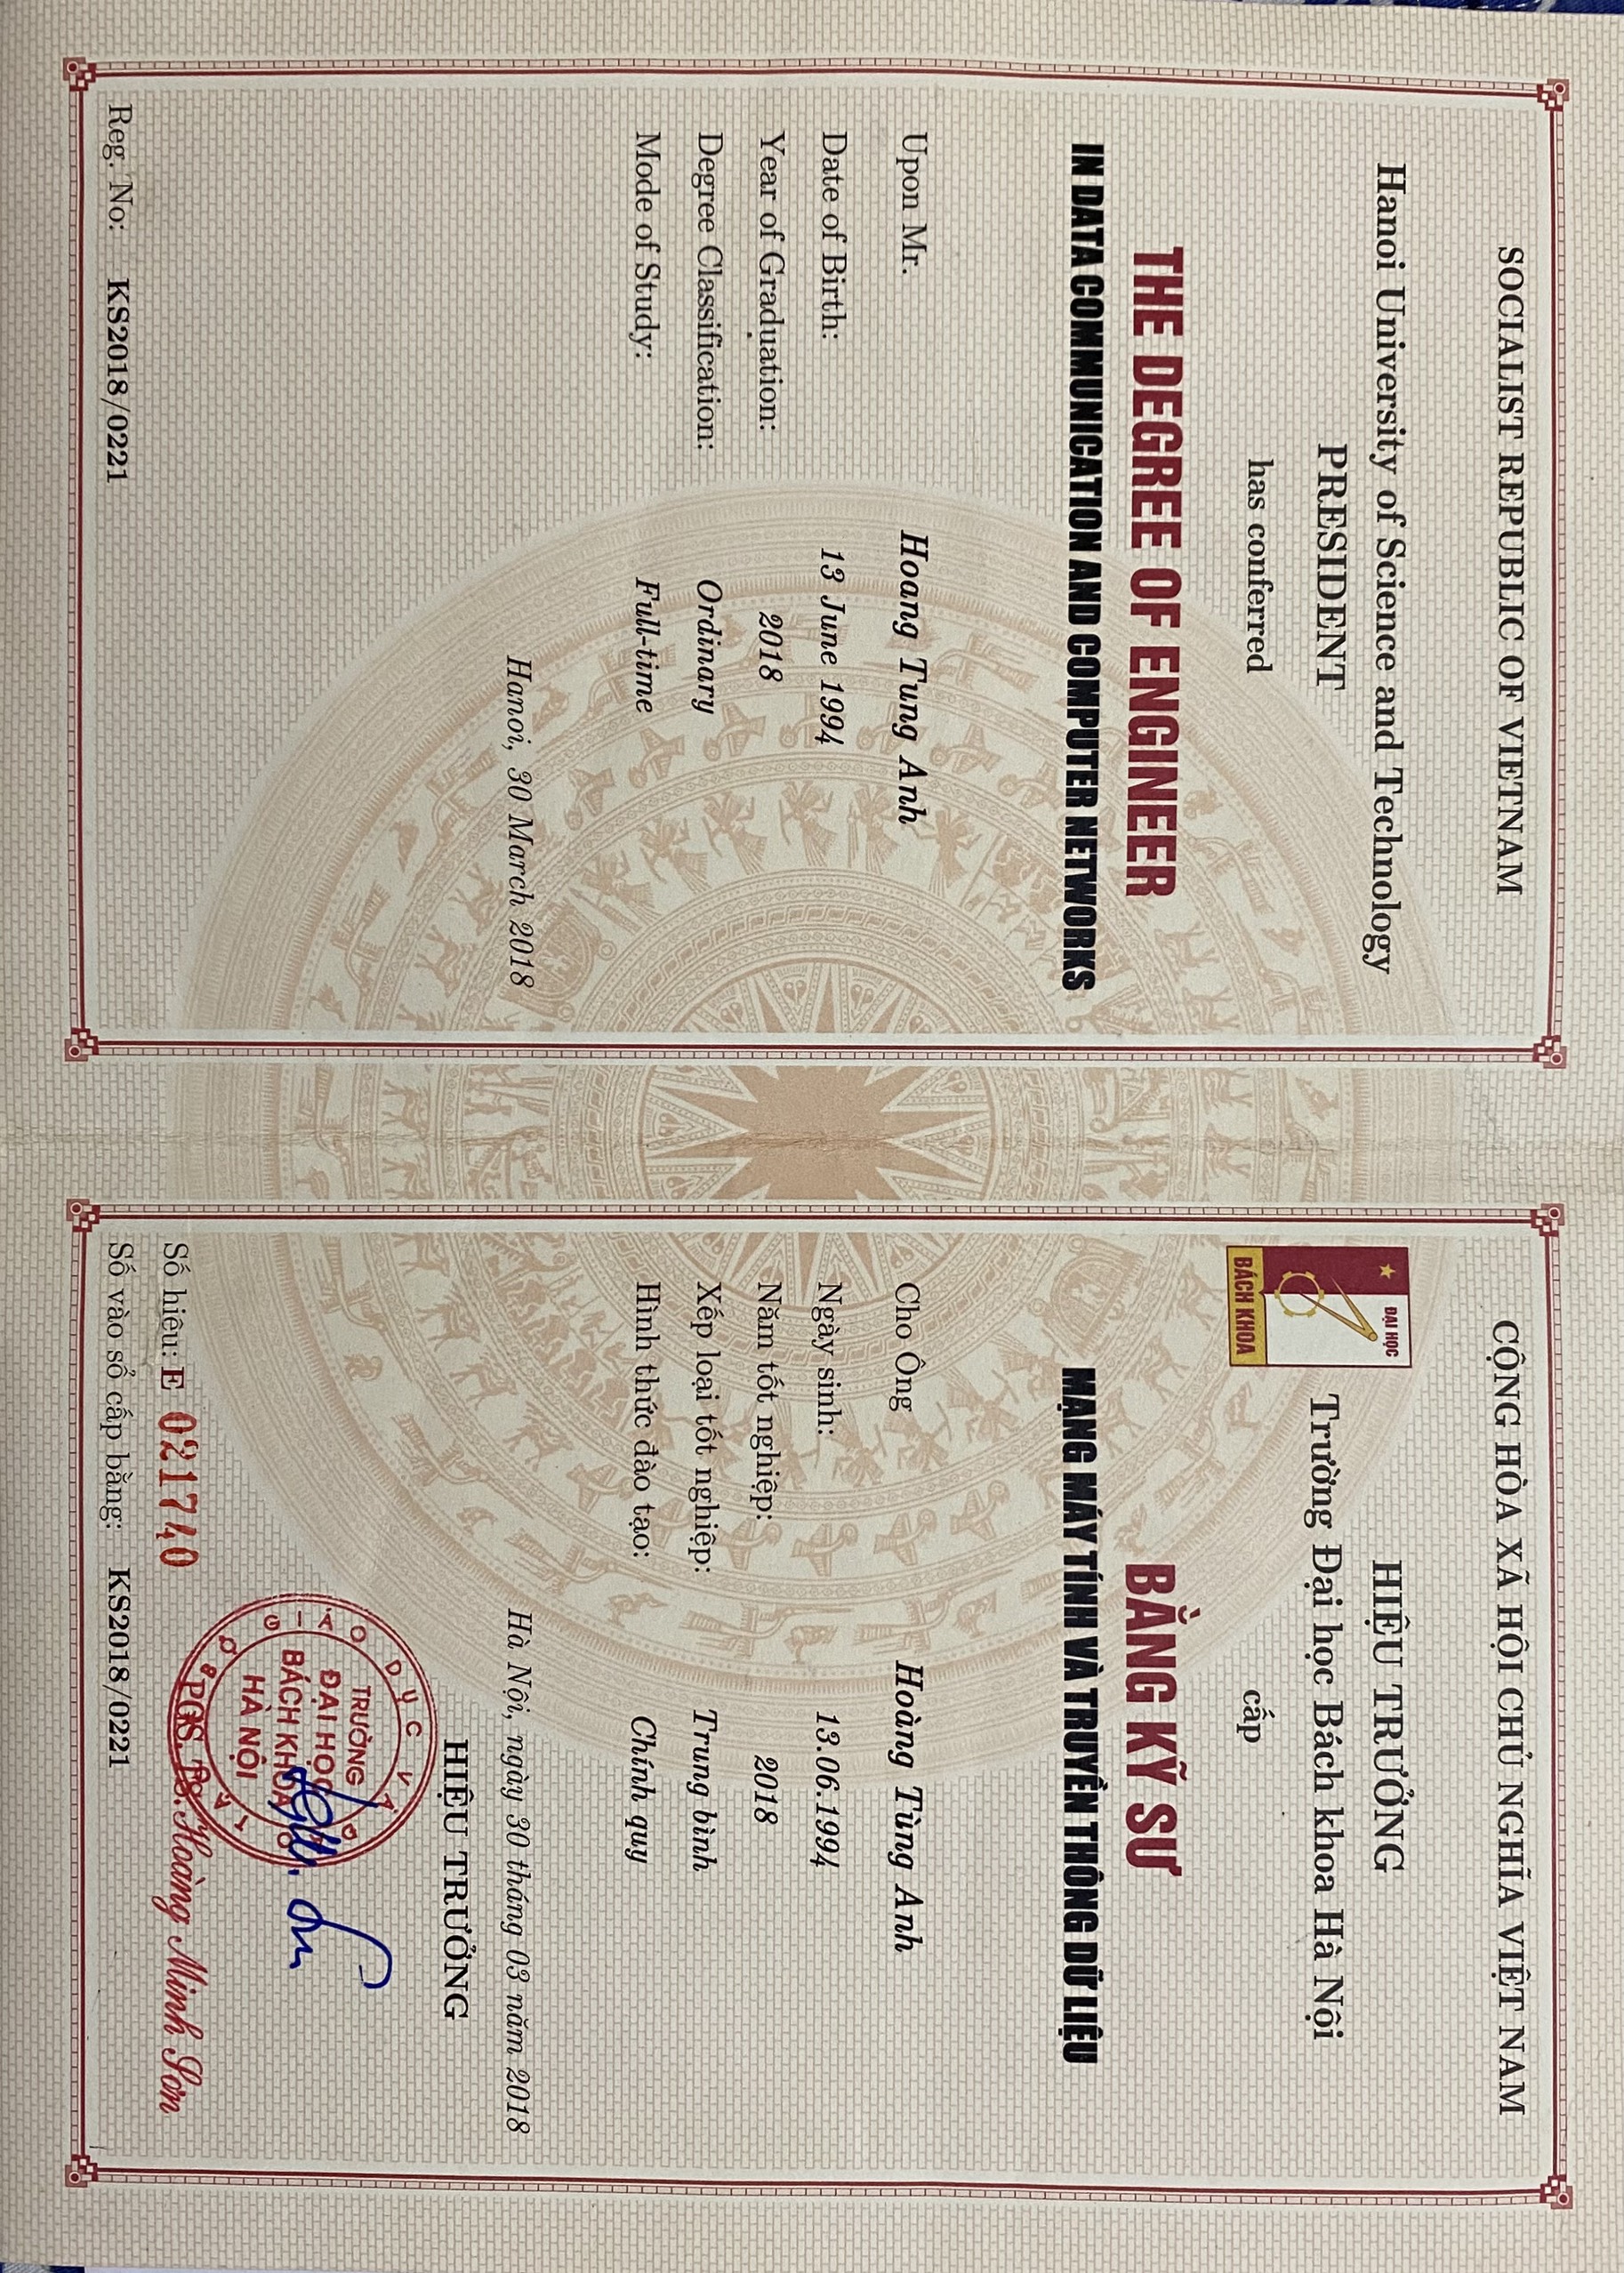 SOCIALIST REPUBLIC OF VIETNAM
Hanoi University of Science and Technology
PRESIDENT
has conferred
THE DEGREE OF ENGINEER
IN DATA COMMUNICATION AND COMPUTER NETWORKS
Upon Mr. Hoang Tung Anh
Date of Birth: 13 June 1994
Year of Graduation: 2018
Degree Classification: Ordinary
Mode of Study: Full-time
Hanoi, 30 March 2018
Reg. No: KS2018/0221
CỘNG HÒA XÃ HỘI CHỦ NGHĨA VIỆT NAM
ĐẠI HỌC
BÁCH KHOA
HIỆU TRƯỞNG
Trường Đại học Bách khoa Hà Nội
cấp
BẰNG KỸ SƯ
MẠNG MÁY TÍNH VÀ TRUYỀN THÔNG DỮ LIỆU
Cho Ông Hoàng Tùng Anh
Ngày sinh: 13.06.1994
Năm tốt nghiệp: 2018
Xếp loại tốt nghiệp: Trung bình
Hình thức đào tạo: Chính quy
Hà Nội, ngày 30 tháng 03 năm 2018
HIỆU TRƯỞNG
BỘ GIÁO DỤC VÀ ĐÀO TẠO
TRƯỜNG
ĐẠI HỌC
BÁCH KHOA
HÀ NỘI
PGS. TS. Hoàng Minh Sơn
Số hiệu: E 021740
Số vào sổ cấp bằng: KS2018/0221